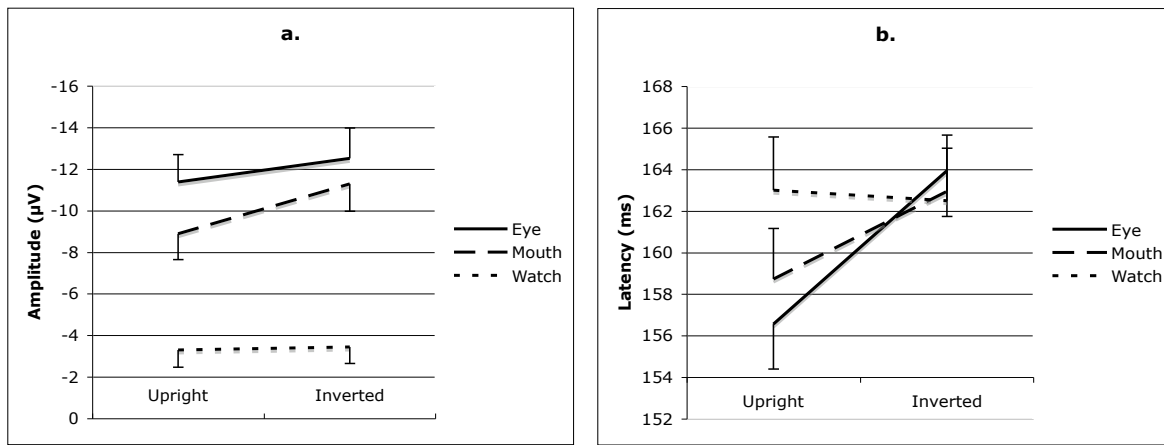 a.
-16
-14
-12
-10
-8
-6
-4
-2
0
Amplitude (µV)
Upright
Inverted
Eye
Mouth
Watch
b.
168
166
164
162
160
158
156
154
152
Latency (ms)
Upright
Inverted
Eye
Mouth
Watch